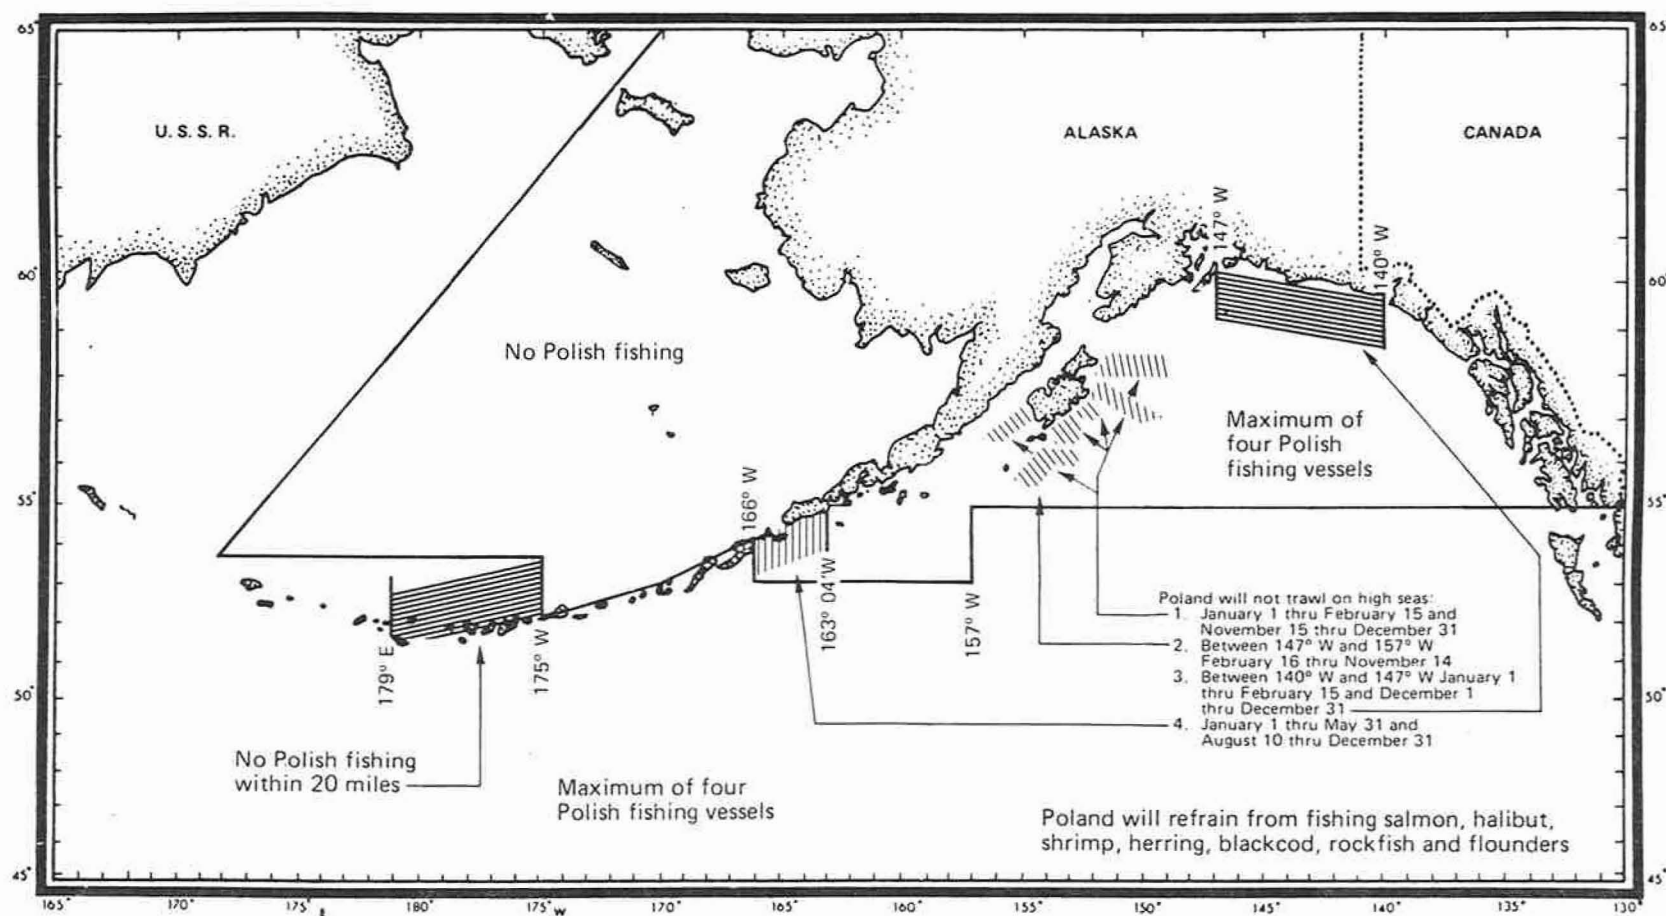 65°
65°
U. S. S. R.
ALASKA
CANADA
147° W
140° W
60°
60°
No Polish fishing
Maximum of
four Polish
fishing vessels
166° W
55°
55°
163° 04'W
157° W
179° E
175° W
Poland will not trawl on high seas:
1. January 1 thru February 15 and
November 15 thru December 31
2. Between 147° W and 157° W
February 16 thru November 14
3. Between 140° W and 147° W January 1
thru February 15 and December 1
thru December 31
4. January 1 thru May 31 and
August 10 thru December 31
50°
50°
No Polish fishing
within 20 miles
Maximum of four
Polish fishing vessels
Poland will refrain from fishing salmon, halibut,
shrimp, herring, blackcod, rockfish and flounders
45°
45°
165° 170° 175° E 180° 175° W 170° 165° 160° 155° 150° 145° 140° 135° 130°